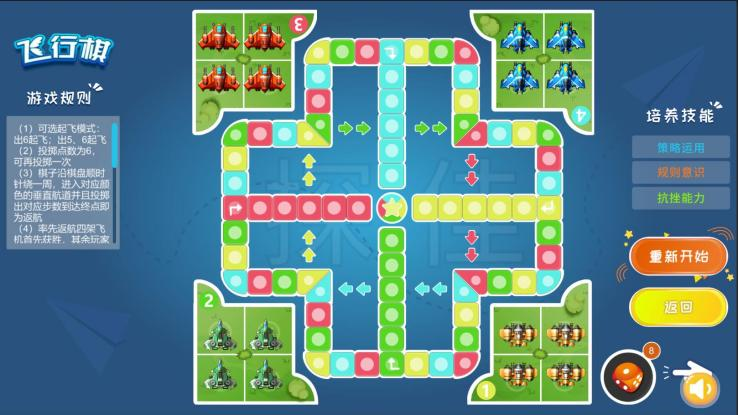 飞行棋
游戏规则
（1）可选起飞模式：
出6起飞；出5、6起飞
（2）投掷点数为6，
可再投掷一次
（3）棋子沿棋盘顺时
针绕一周，进入对应颜
色的垂直航道并且投掷
出对应步数到达终点即
为返航
（4）率先返航四架飞
机首先获胜，其余玩家
3
4
2
1
探佳
培养技能
策略运用
规则意识
抗挫能力
重新开始
返回
8